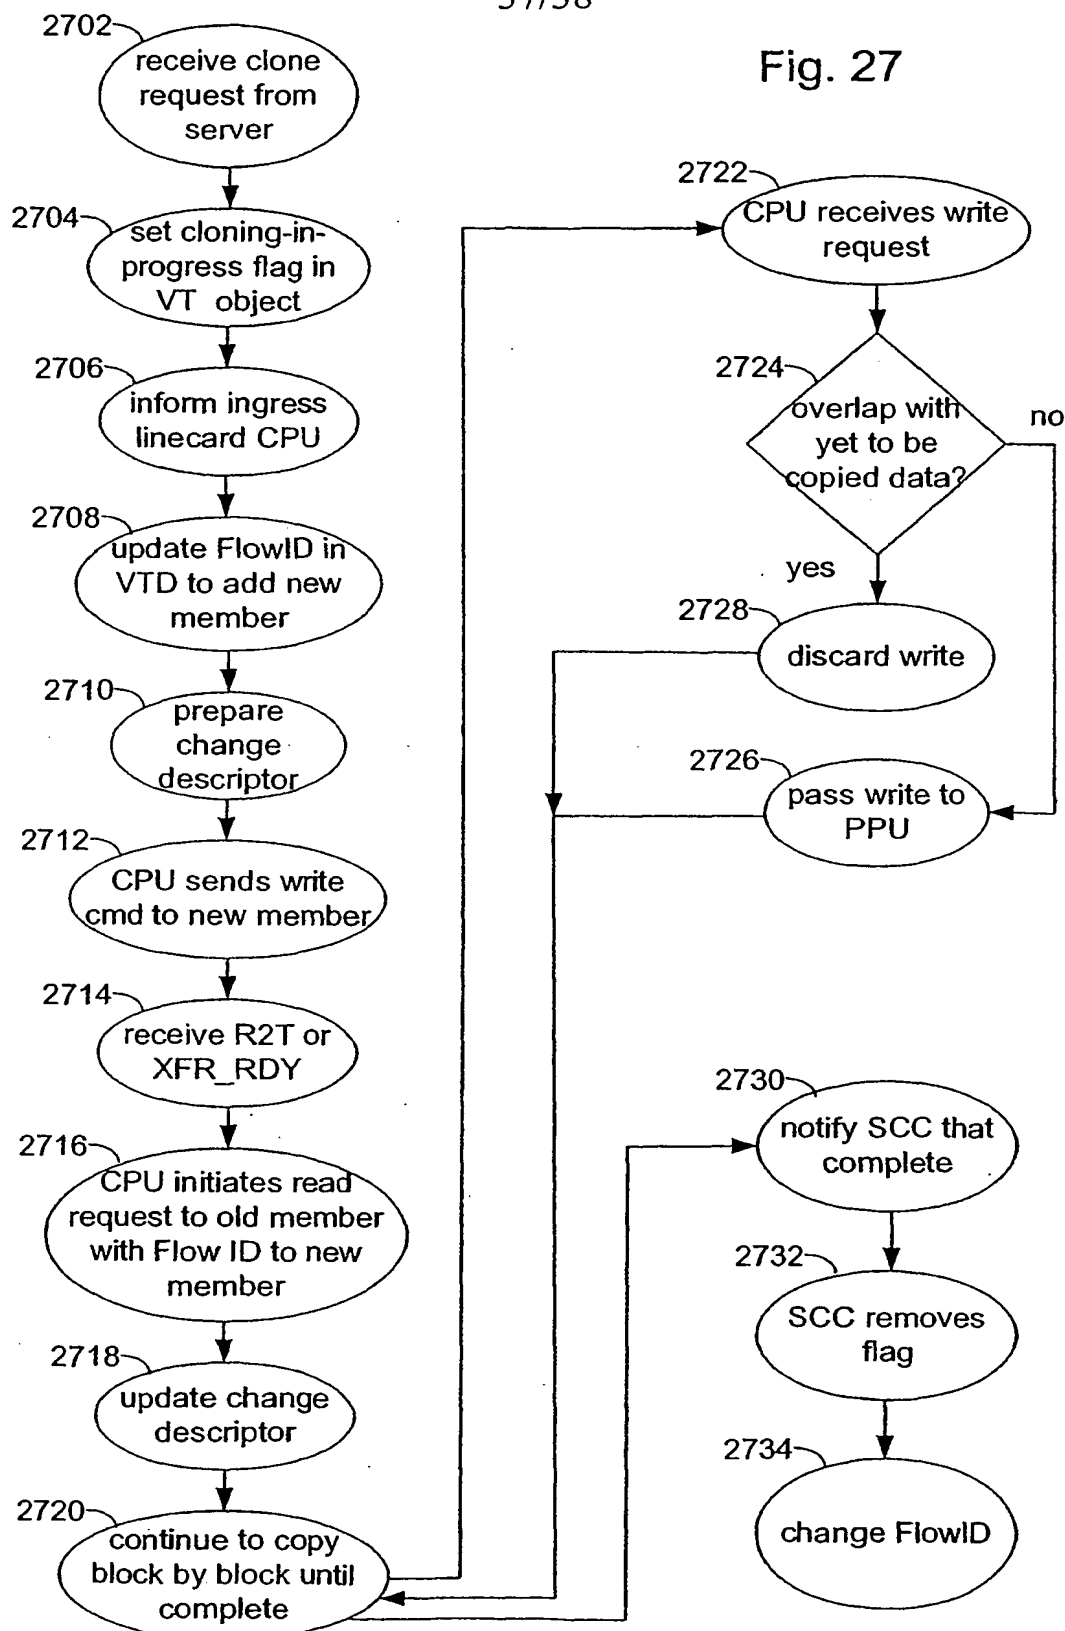 37/38
Fig. 27
2702
receive clone
request from
server
2704
set cloning-in-
progress flag in
VT object
2706
inform ingress
linecard CPU
2708
update FlowID in
VTD to add new
member
2710
prepare
change
descriptor
2712
CPU sends write
cmd to new member
2714
receive R2T or
XFR_RDY
2716
CPU initiates read
request to old member
with Flow ID to new
member
2718
update change
descriptor
2720
continue to copy
block by block until
complete
2722
CPU receives write
request
2724
overlap with
yet to be
copied data?
no
yes
2728
discard write
2726
pass write to
PPU
2730
notify SCC that
complete
2732
SCC removes
flag
2734
change FlowID